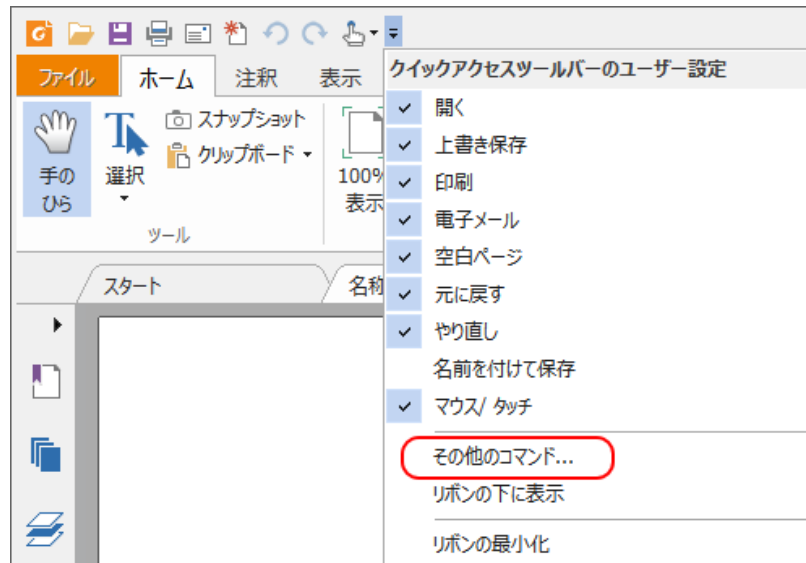 ファイル
ホーム
注釈
表示
クイックアクセスツールバーのユーザー設定
手の
ひら
選択
スナップショット
クリップボード
100%
表示
ツール
スタート
名称
開く
上書き保存
印刷
電子メール
空白ページ
元に戻す
やり直し
名前を付けて保存
マウス/ タッチ
その他のコマンド...
リボンの下に表示
リボンの最小化